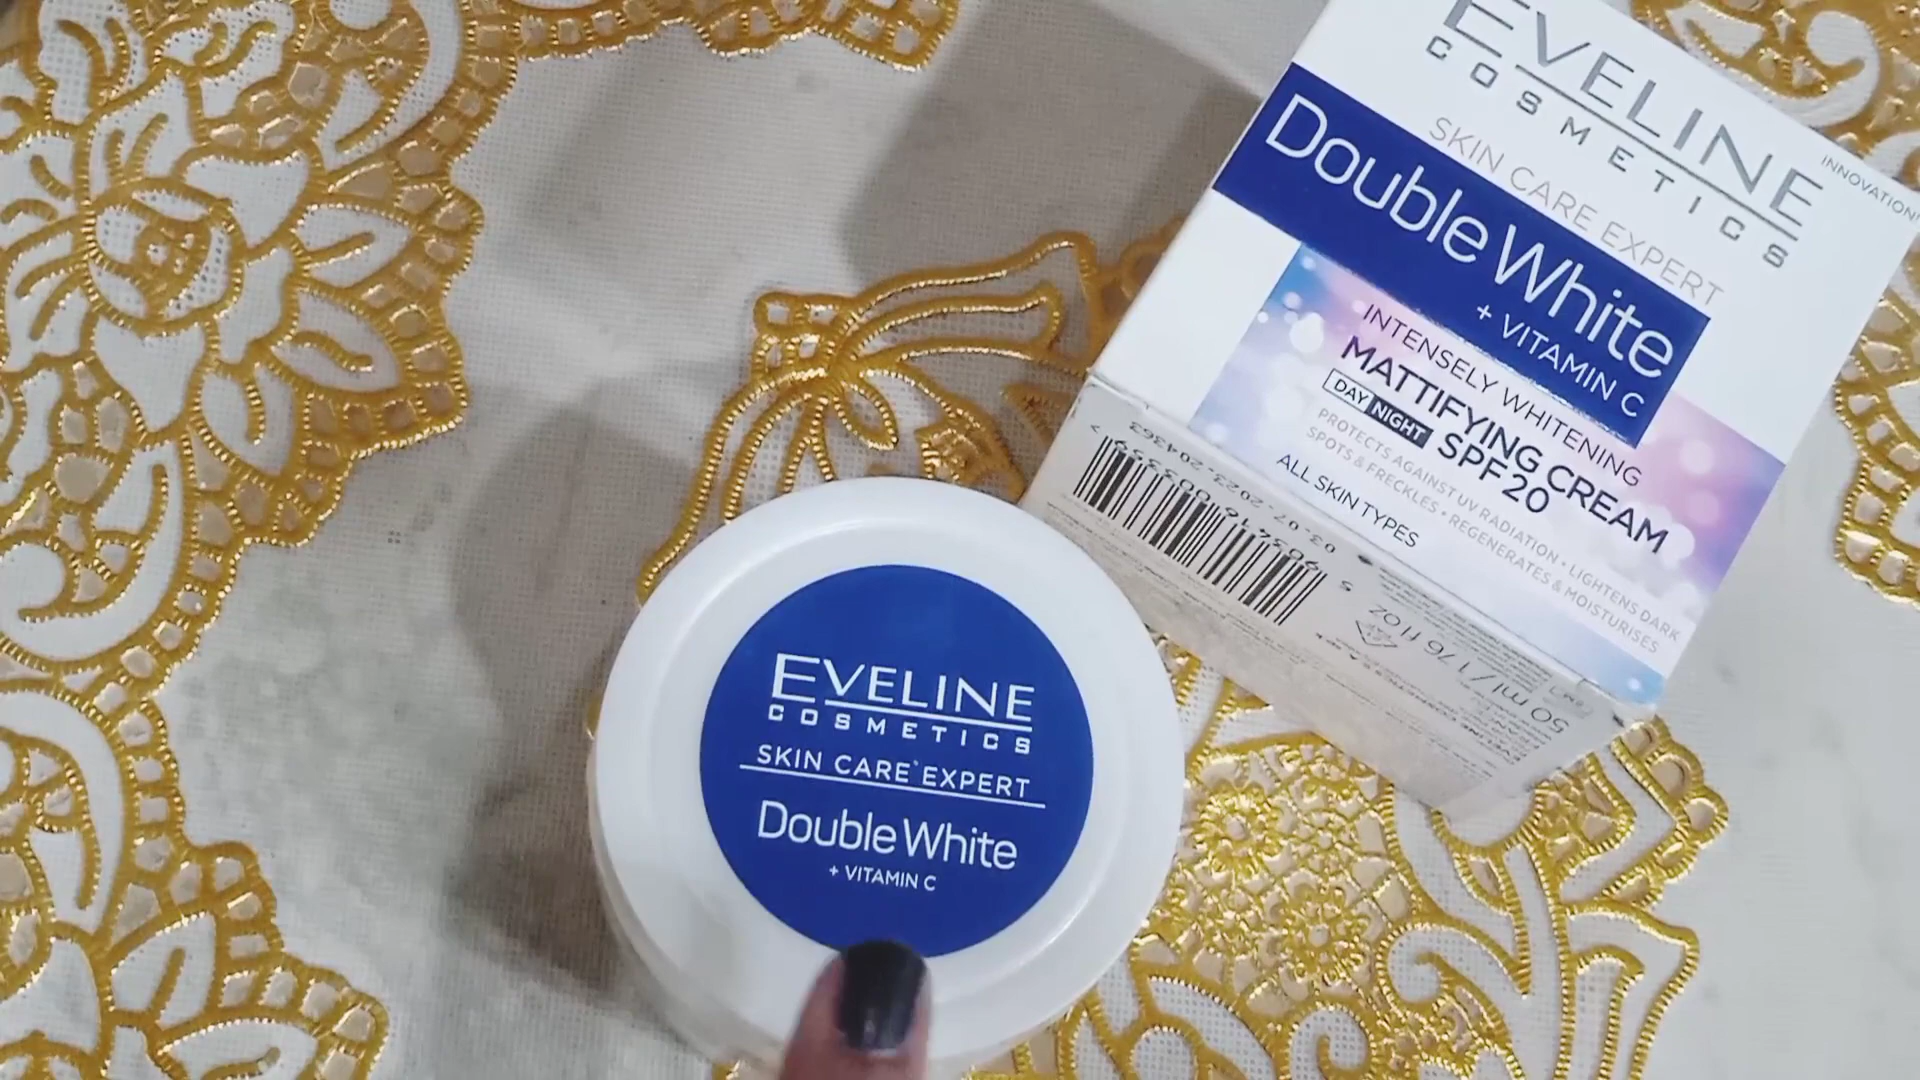 EVELINE
COSMETICS
INNOVATION
SKIN CARE EXPERT
Double White
+ VITAMIN C
INTENSELY WHITENING
MATTIFYING CREAM
DAY NIGHT SPF20
PROTECTS AGAINST UV RADIATION • LIGHTENS DARK
SPOTS & FRECKLES • REGENERATES & MOISTURISES
ALL SKIN TYPES
50 ml / 1.76 fl oz
EVELINE
COSMETICS
SKIN CARE EXPERT
Double White
+ VITAMIN C